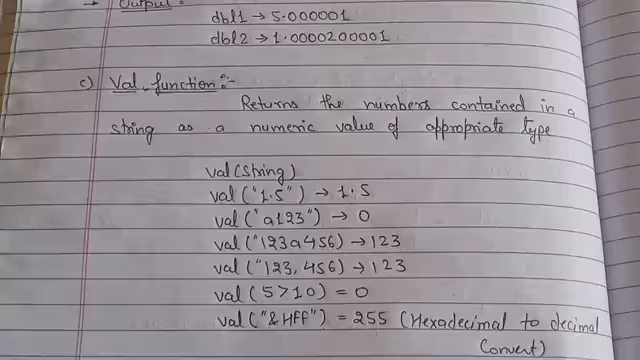 → Output :
dbl1 → 5.000001
dbl2 → 1.0000200001
c) Val function :-
Returns the numbers contained in a
string as a numeric value of appropriate type
val(string)
val("1.5") → 1.5
val("a123") → 0
val("123a456) → 123
val("123,456) → 123
val(5>10) = 0
val("&HFF") = 255 (Hexadecimal to decimal
Convert)